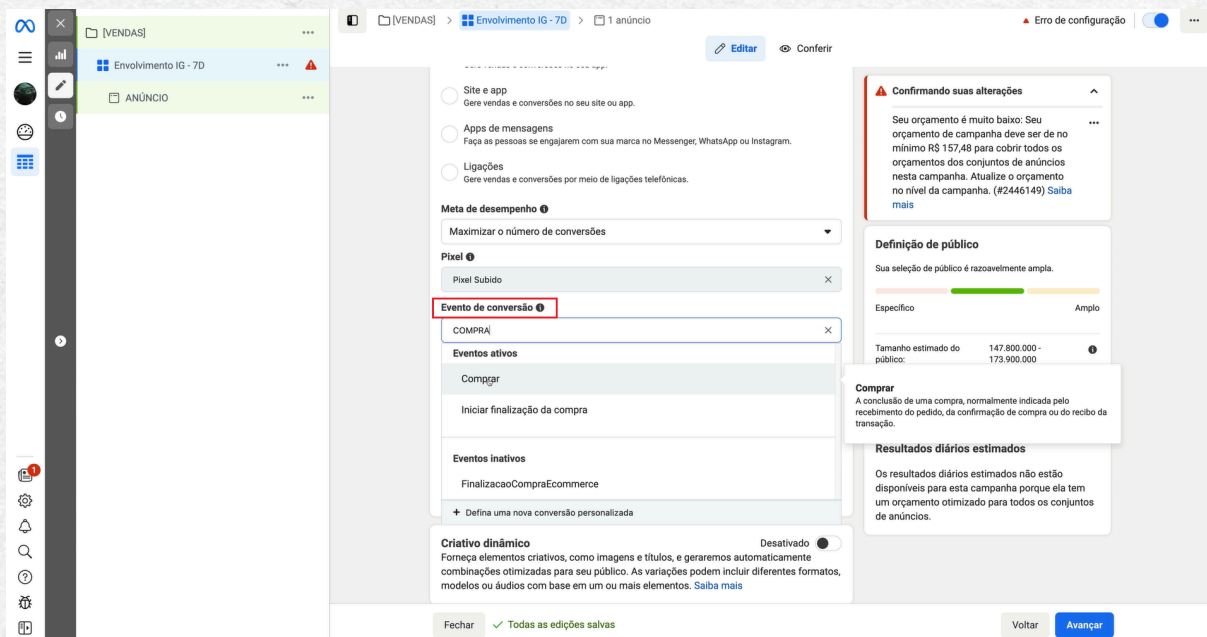 [VENDAS]
Envolvimento IG - 7D
ANÚNCIO
1
[VENDAS] > Envolvimento IG - 7D > 1 anúncio
Erro de configuração
Editar
Conferir
Site e app
Gere vendas e conversões no seu site ou app.
Apps de mensagens
Faça as pessoas se engajarem com sua marca no Messenger, WhatsApp ou Instagram.
Ligações
Gere vendas e conversões por meio de ligações telefônicas.
Meta de desempenho
Maximizar o número de conversões
Pixel
Pixel Subido
Evento de conversão
COMPRA
Eventos ativos
Comprar
Iniciar finalização da compra
Eventos inativos
FinalizacaoCompraEcommerce
+ Defina uma nova conversão personalizada
Criativo dinâmico
Desativado
Forneça elementos criativos, como imagens e títulos, e geraremos automaticamente
combinações otimizadas para seu público. As variações podem incluir diferentes formatos,
modelos ou áudios com base em um ou mais elementos. Saiba mais
Confirmando suas alterações
Seu orçamento é muito baixo: Seu
orçamento de campanha deve ser de no
mínimo R$ 157,48 para cobrir todos os
orçamentos dos conjuntos de anúncios
nesta campanha. Atualize o orçamento
no nível da campanha. (#2446149) Saiba
mais
Definição de público
Sua seleção de público é razoavelmente ampla.
Específico
Amplo
Tamanho estimado do
público:
147.800.000 -
173.900.000
Comprar
A conclusão de uma compra, normalmente indicada pelo
recebimento do pedido, da confirmação de compra ou do recibo da
transação.
Resultados diários estimados
Os resultados diários estimados não estão
disponíveis para esta campanha porque ela tem
um orçamento otimizado para todos os conjuntos
de anúncios.
Fechar
Todas as edições salvas
Voltar
Avançar